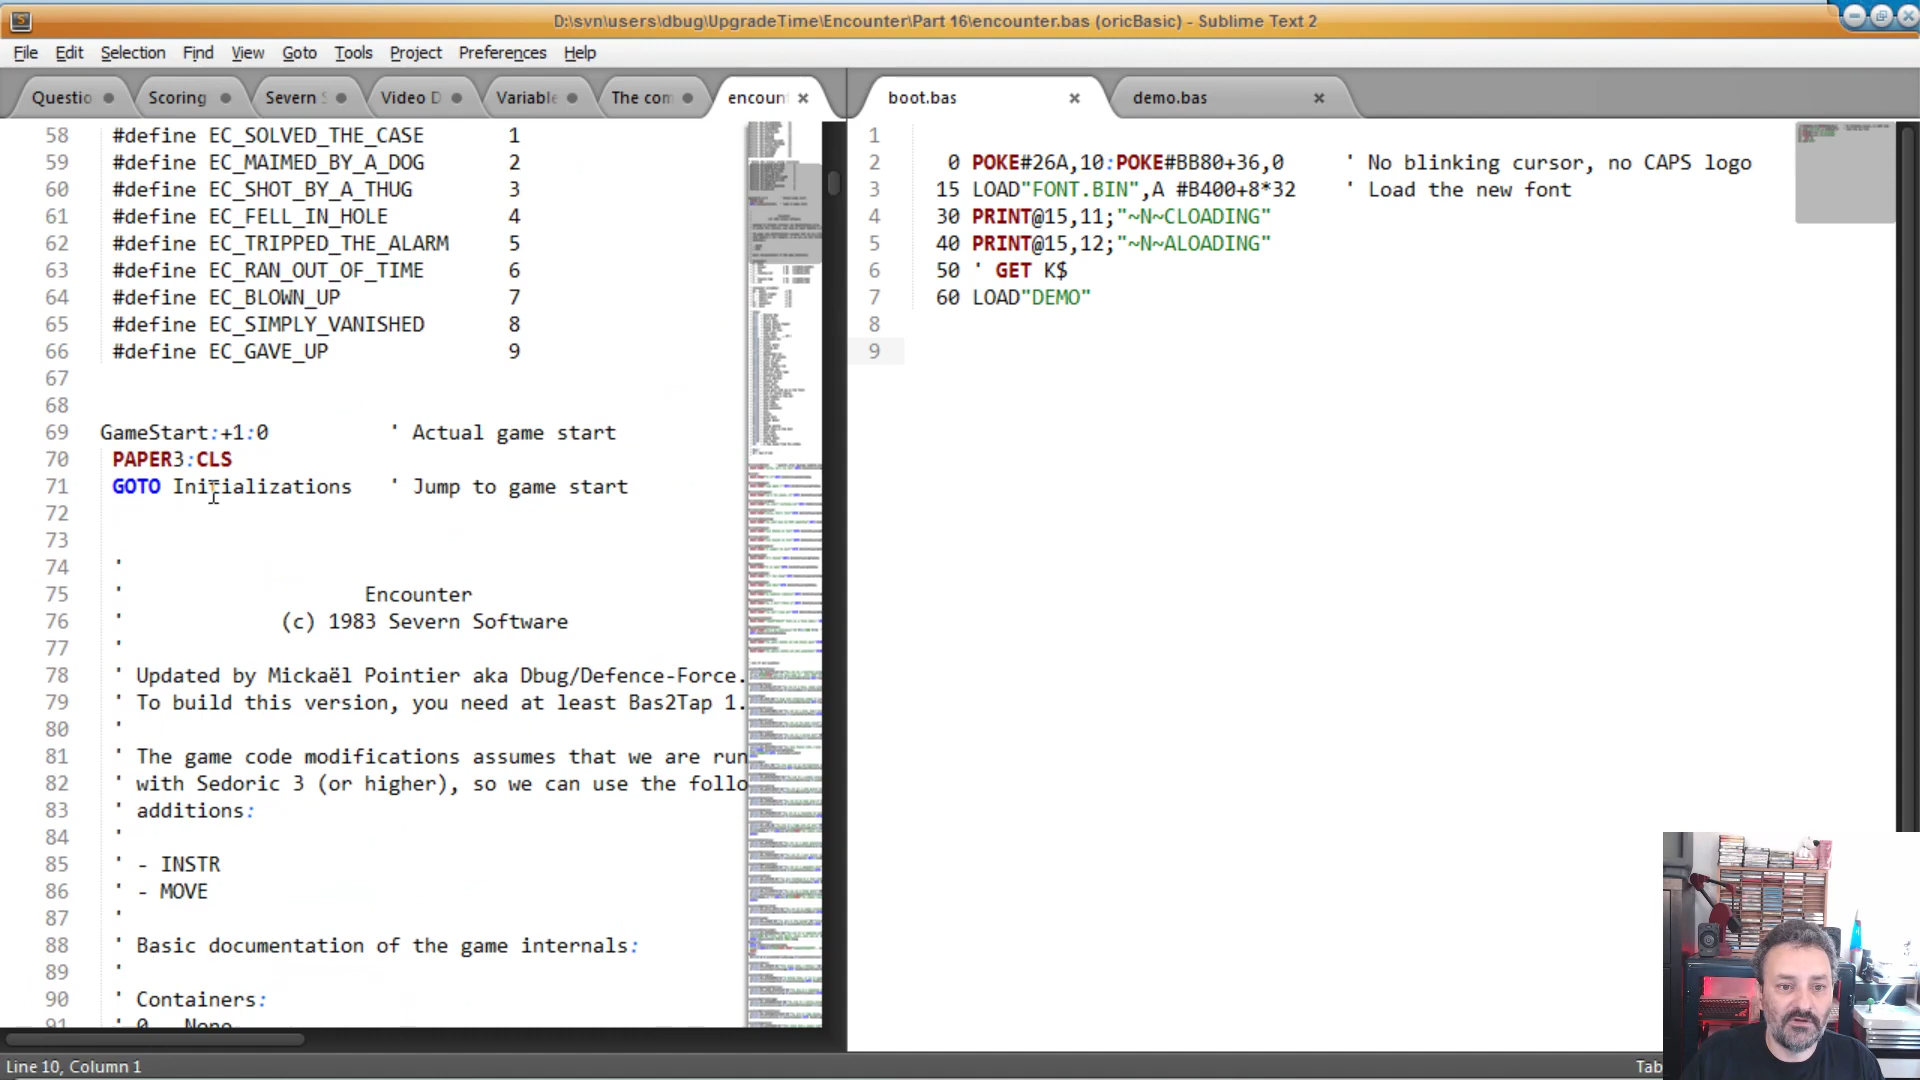 D:\svn\users\dbug\UpgradeTime\Encounter\Part 16\encounter.bas (oricBasic) - Sublime Text 2
File Edit Selection Find View Goto Tools Project Preferences Help
Questio Scoring Severn Video D Variable The com encoun boot.bas demo.bas
58 #define EC_SOLVED_THE_CASE 1
59 #define EC_MAIMED_BY_A_DOG 2
60 #define EC_SHOT_BY_A_THUG 3
61 #define EC_FELL_IN_HOLE 4
62 #define EC_TRIPPED_THE_ALARM 5
63 #define EC_RAN_OUT_OF_TIME 6
64 #define EC_BLOWN_UP 7
65 #define EC_SIMPLY_VANISHED 8
66 #define EC_GAVE_UP 9
67
68
69 GameStart:+1:0 ' Actual game start
70 PAPER3:CLS
71 GOTO Initializations ' Jump to game start
72
73
74 '
75 ' Encounter
76 ' (c) 1983 Severn Software
77 '
78 ' Updated by Mickaël Pointier aka Dbug/Defence-Force.
79 ' To build this version, you need at least Bas2Tap 1.
80 '
81 ' The game code modifications assumes that we are run
82 ' with Sedoric 3 (or higher), so we can use the follo
83 ' additions:
84 '
85 ' - INSTR
86 ' - MOVE
87 '
88 ' Basic documentation of the game internals:
89 '
90 ' Containers:
91 ' 0 None
1
2 0 POKE#26A,10:POKE#BB80+36,0 ' No blinking cursor, no CAPS logo
3 15 LOAD"FONT.BIN",A #B400+8*32 ' Load the new font
4 30 PRINT@15,11;"~N~CLOADING"
5 40 PRINT@15,12;"~N~ALOADING"
6 50 ' GET K$
7 60 LOAD"DEMO"
8
9
Line 10, Column 1
Tab